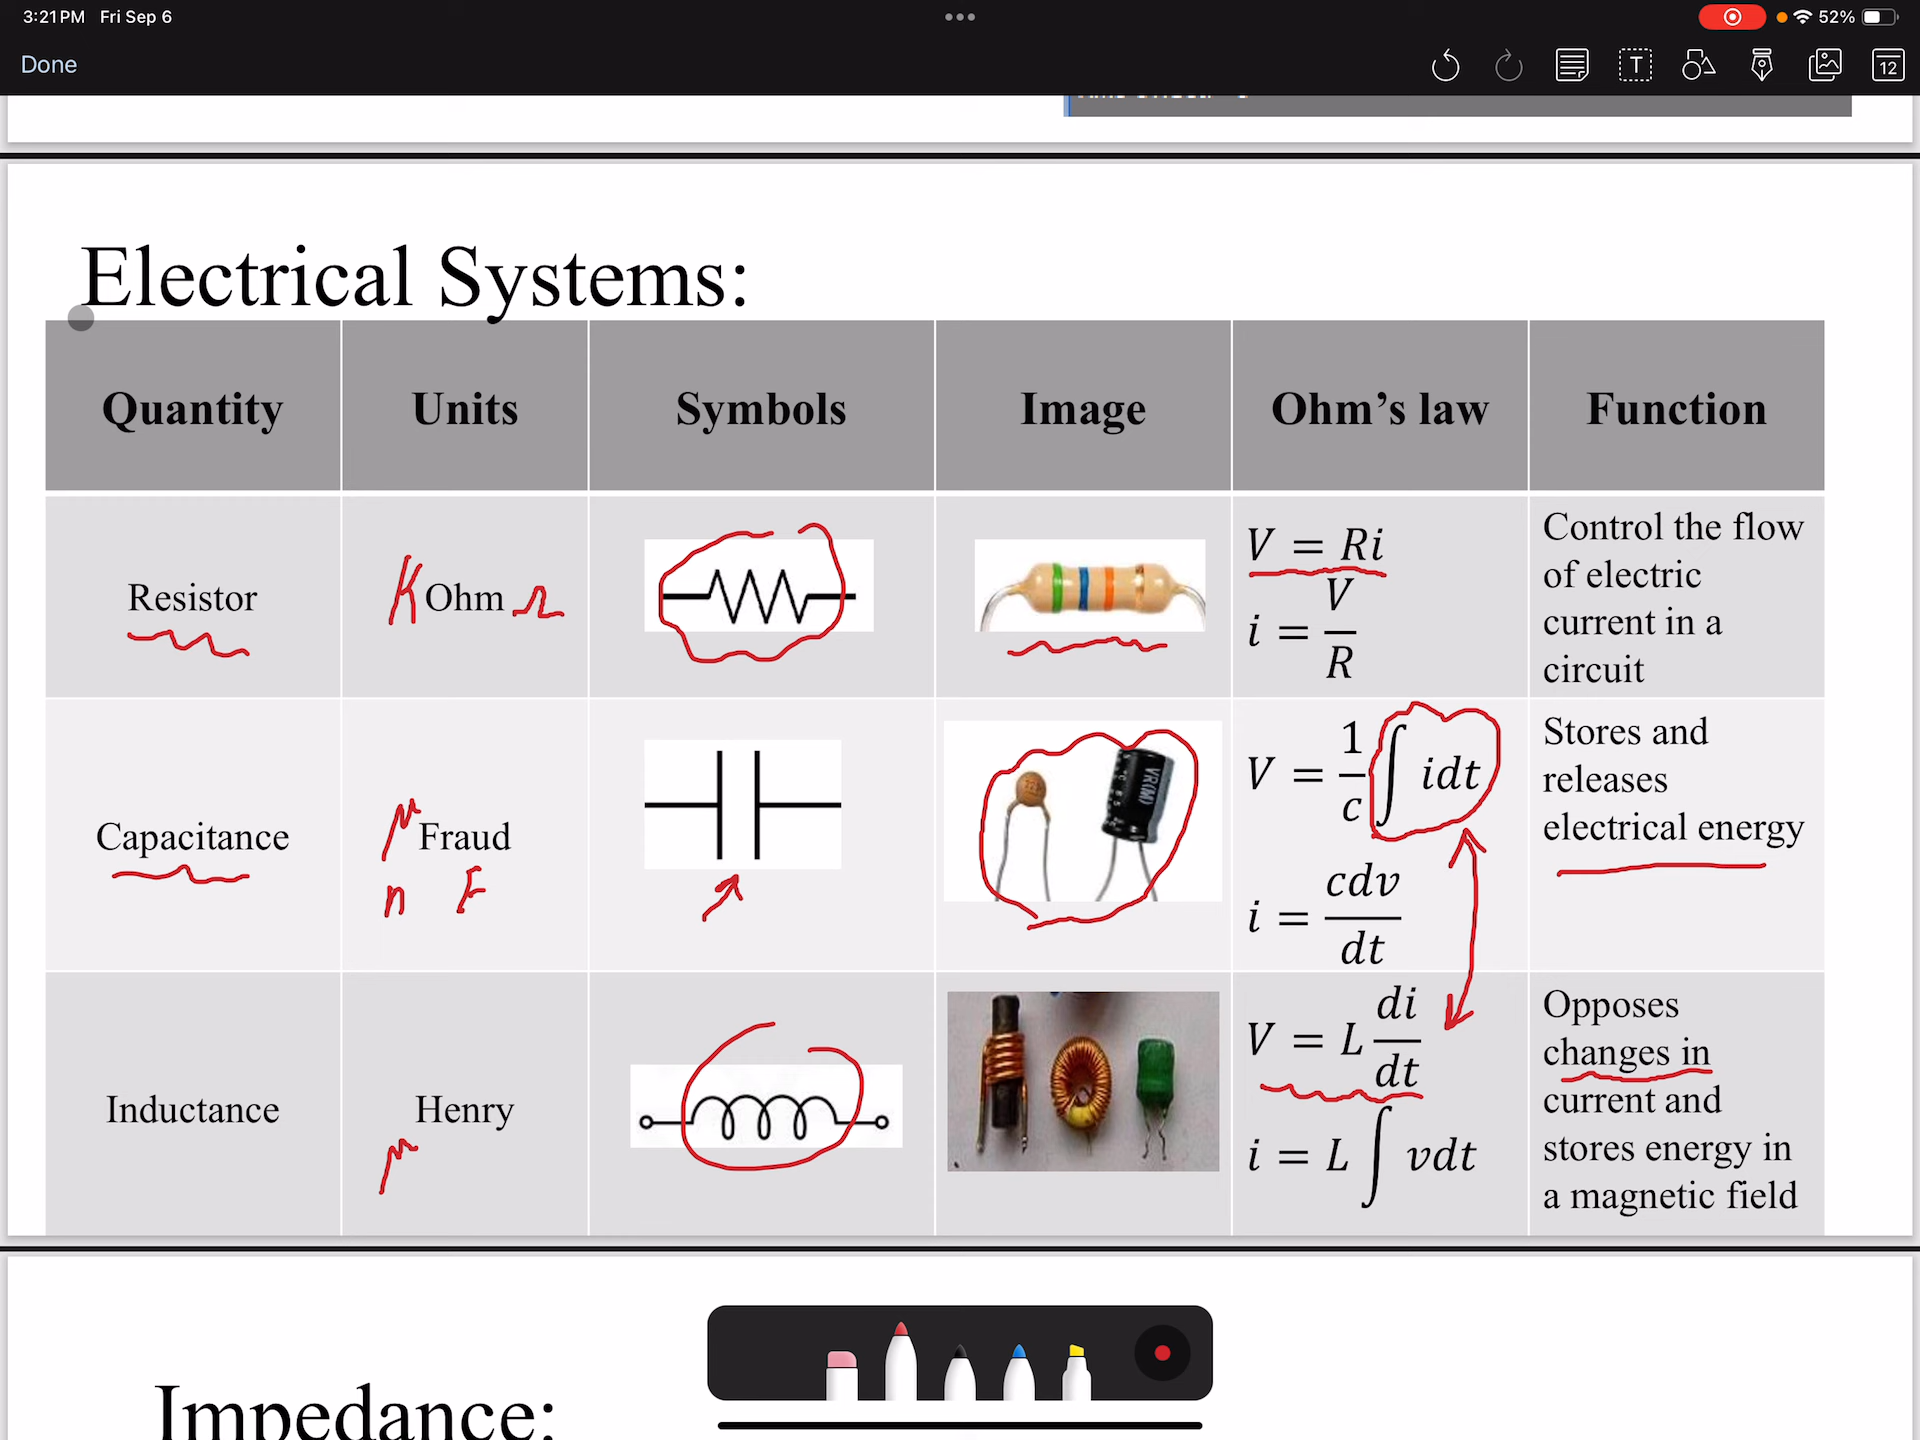 3:21 PM Fri Sep 6
52%
Done
T
12
Electrical Systems:
Quantity Units Symbols Image Ohm's law Function
Resistor
K Ohm Ω
V = Ri
i = V/R
Control the flow
of electric
current in a
circuit
Capacitance
μ Fraud
n F
VR(M)
V = 1/c ∫ idt
i = cdv/dt
Stores and
releases
electrical energy
Inductance
Henry
μ
V = L di/dt
i = L ∫ vdt
Opposes
changes in
current and
stores energy in
a magnetic field
Impedance: